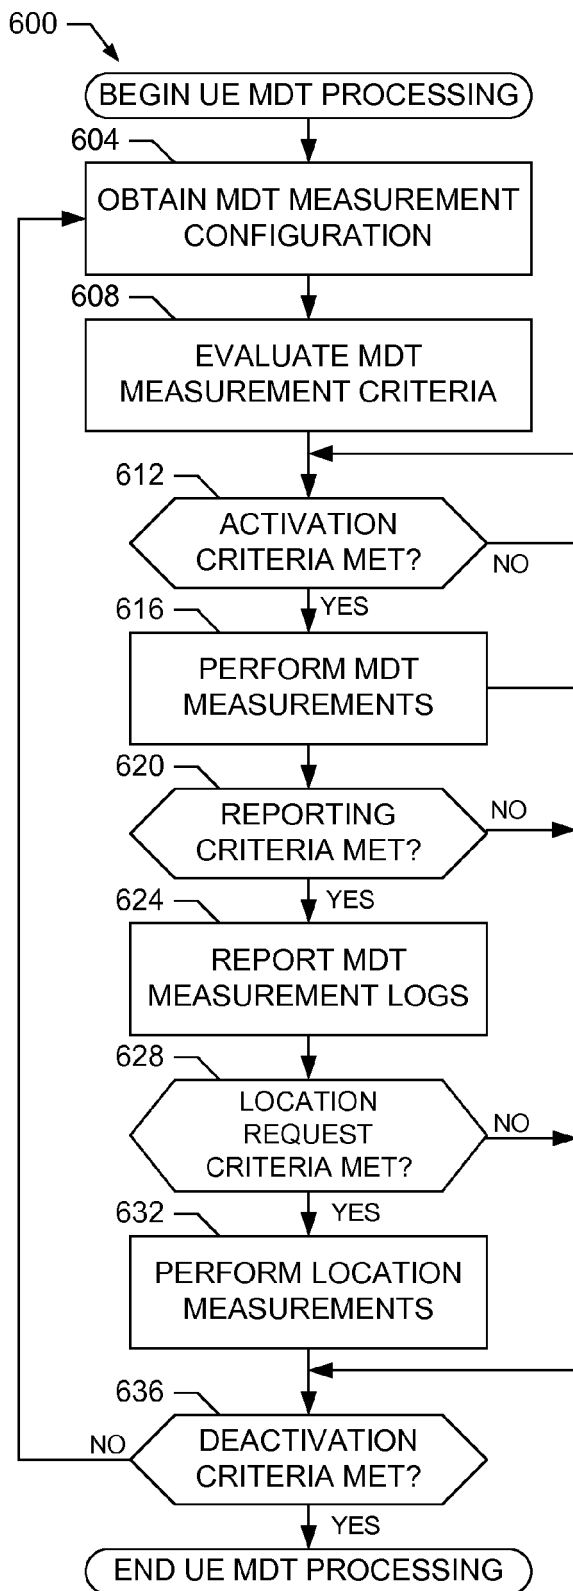 600
BEGIN UE MDT PROCESSING
604
OBTAIN MDT MEASUREMENT
CONFIGURATION
608
EVALUATE MDT
MEASUREMENT CRITERIA
612
ACTIVATION
CRITERIA MET?
NO
YES
616
PERFORM MDT
MEASUREMENTS
620
REPORTING
CRITERIA MET?
NO
YES
624
REPORT MDT
MEASUREMENT LOGS
628
LOCATION
REQUEST
CRITERIA MET?
NO
YES
632
PERFORM LOCATION
MEASUREMENTS
636
DEACTIVATION
CRITERIA MET?
NO
YES
END UE MDT PROCESSING